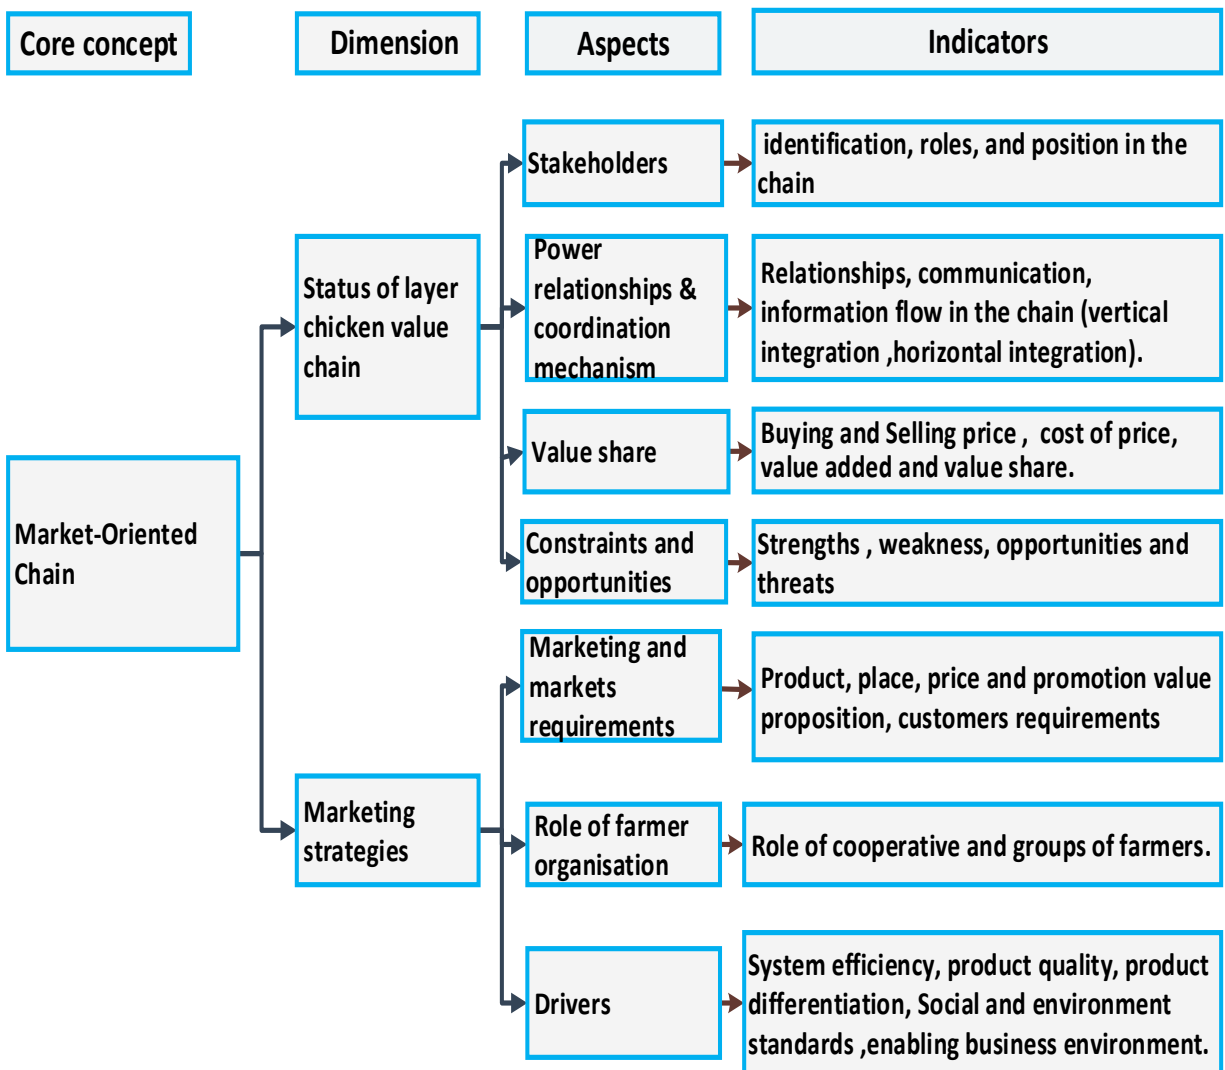 Core concept
Dimension
Aspects
Indicators
Stakeholders
identification, roles, and position in the
chain
Status of layer
chicken value
chain
Power
relationships &
coordination
mechanism
Relationships, communication,
information flow in the chain (vertical
integration ,horizontal integration).
Value share
Buying and Selling price , cost of price,
value added and value share.
Market-Oriented
Chain
Constraints and
opportunities
Strengths , weakness, opportunities and
threats
Marketing and
markets
requirements
Product, place, price and promotion value
proposition, customers requirements
Marketing
strategies
Role of farmer
organisation
Role of cooperative and groups of farmers.
Drivers
System efficiency, product quality, product
differentiation, Social and environment
standards ,enabling business environment.